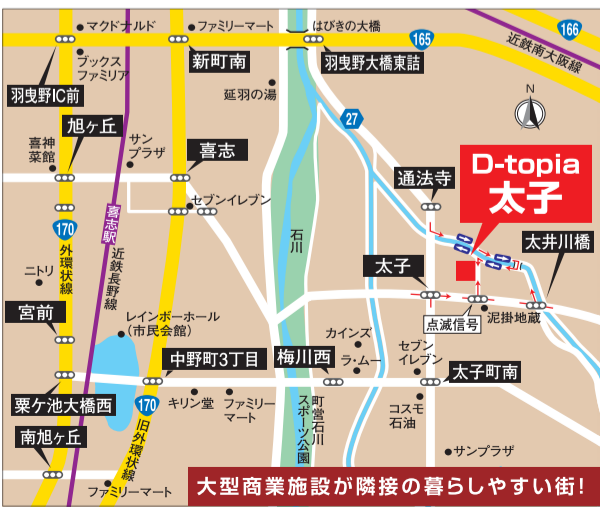 マクドナルド
ファミリーマート
はびきの大橋
170
165
166
近鉄南大阪線
ブックス
ファミリア
羽曳野IC前
新町南
羽曳野大橋東詰
延羽の湯
N
旭ヶ丘
27
喜神
菜館
サン
プラザ
喜志
D-topia
太子
通法寺
セブンイレブン
喜志駅
170
外環状線
近鉄長野線
石川
太井川橋
太子
ニトリ
宮前
レインボーホール
(市民会館)
点滅信号
泥掛地蔵
カインズ
ラ・ムー
セブン
イレブン
中野町3丁目
梅川西
太子町南
栗ケ池大橋西
キリン堂
ファミリー
マート
町営石川
スポーツ公園
コスモ
石油
170
旧外環状線
南旭ヶ丘
サンプラザ
ファミリーマート
大型商業施設が隣接の暮らしやすい街!